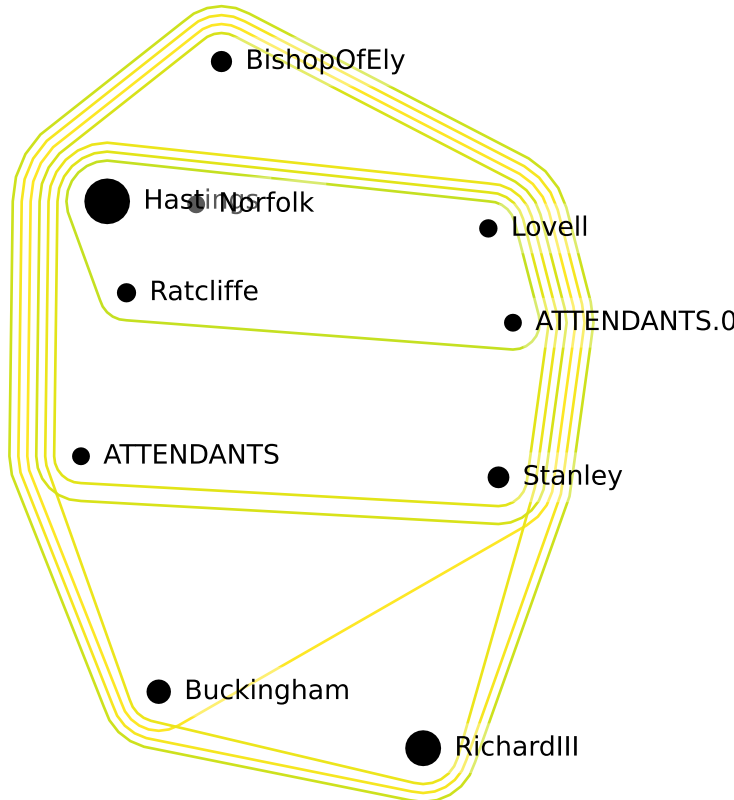 BishopOfEly
Hastings
Norfolk
Lovell
Ratcliffe
ATTENDANTS.0
ATTENDANTS
Stanley
Buckingham
RichardIII